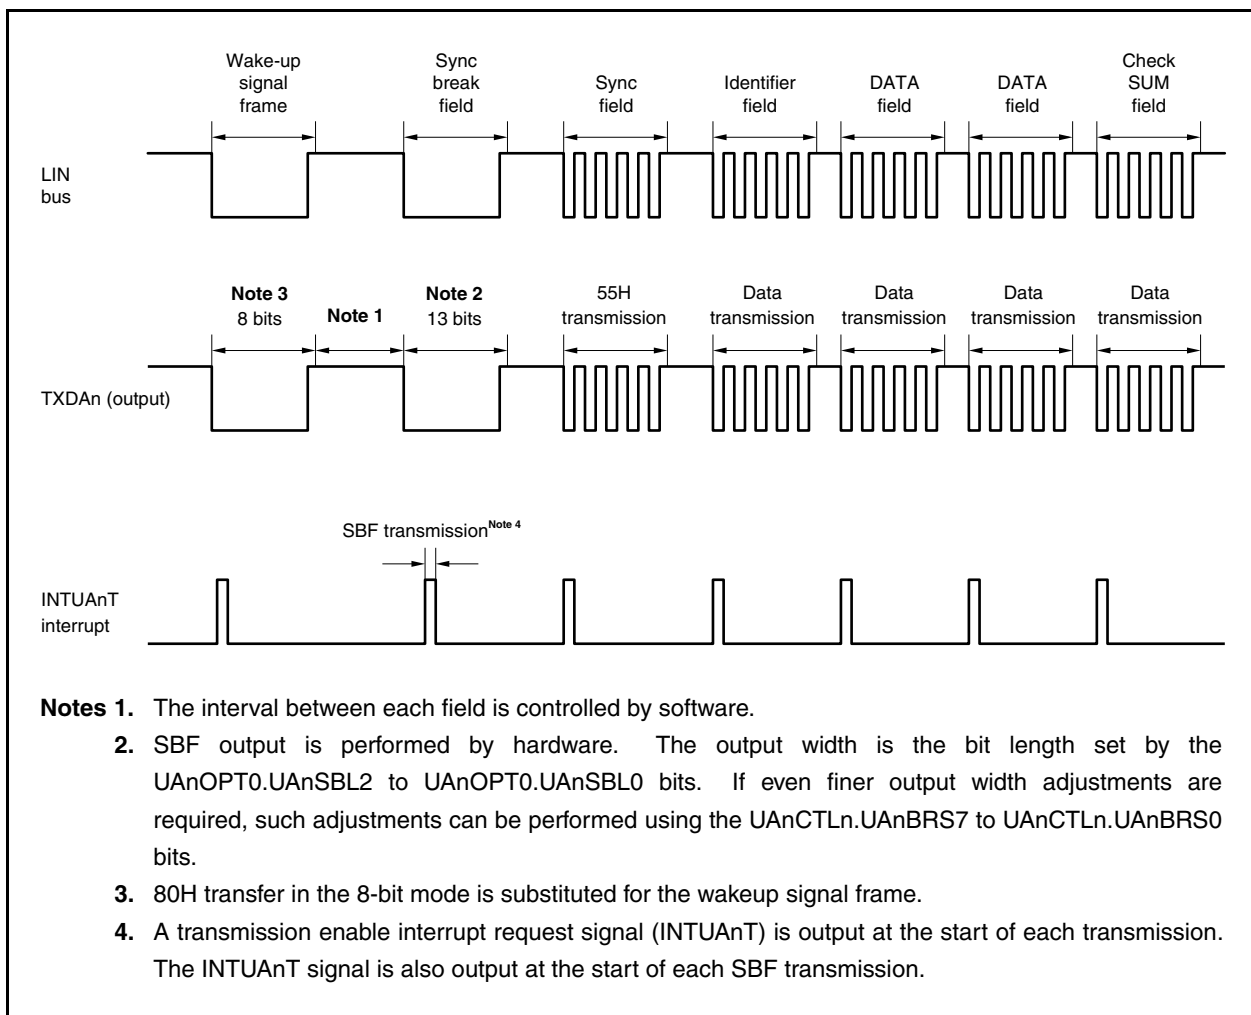 Wake-up
signal
frame
Sync
break
field
Sync
field
Identifier
field
DATA
field
DATA
field
Check
SUM
field
LIN
bus
Note 3
8 bits
Note 1
Note 2
13 bits
55H
transmission
Data
transmission
Data
transmission
Data
transmission
Data
transmission
TXDAn (output)
SBF transmission Note 4
INTUAnT
interrupt
Notes 1. The interval between each field is controlled by software.
2. SBF output is performed by hardware. The output width is the bit length set by the
UAnOPT0.UAnSBL2 to UAnOPT0.UAnSBL0 bits. If even finer output width adjustments are
required, such adjustments can be performed using the UAnCTLn.UAnBRS7 to UAnCTLn.UAnBRS0
bits.
3. 80H transfer in the 8-bit mode is substituted for the wakeup signal frame.
4. A transmission enable interrupt request signal (INTUAnT) is output at the start of each transmission.
The INTUAnT signal is also output at the start of each SBF transmission.